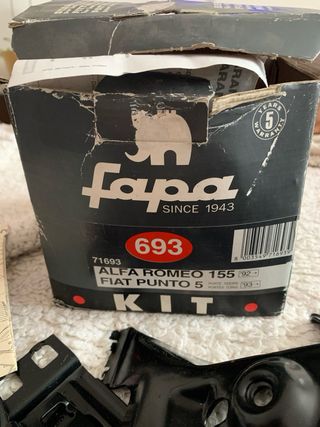 5
YEARS
WARRANTY
fapa
SINCE 1943
693
71693
ALFA ROMEO 155 '92→
FIAT PUNTO 5 '93→
KIT